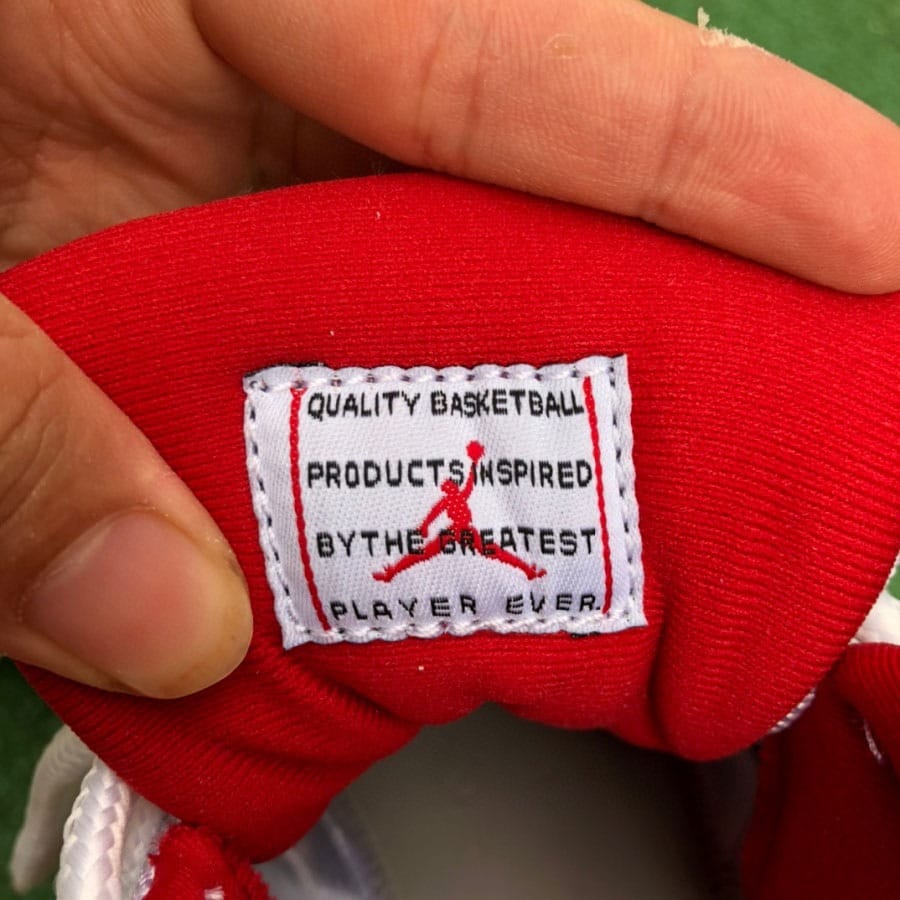 QUALITY BASKETBALL
PRODUCTS INSPIRED
BY THE GREATEST
PLAYER EVER.